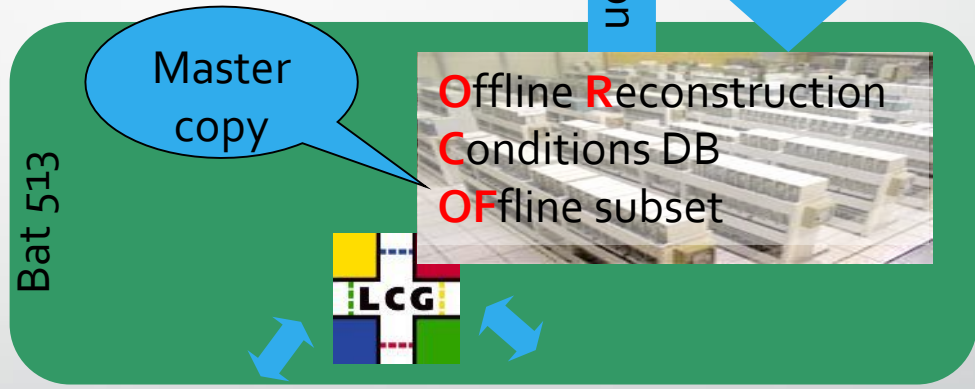 Master
copy
Offline Reconstruction
Conditions DB
OFfline subset
Bat 513
LCG